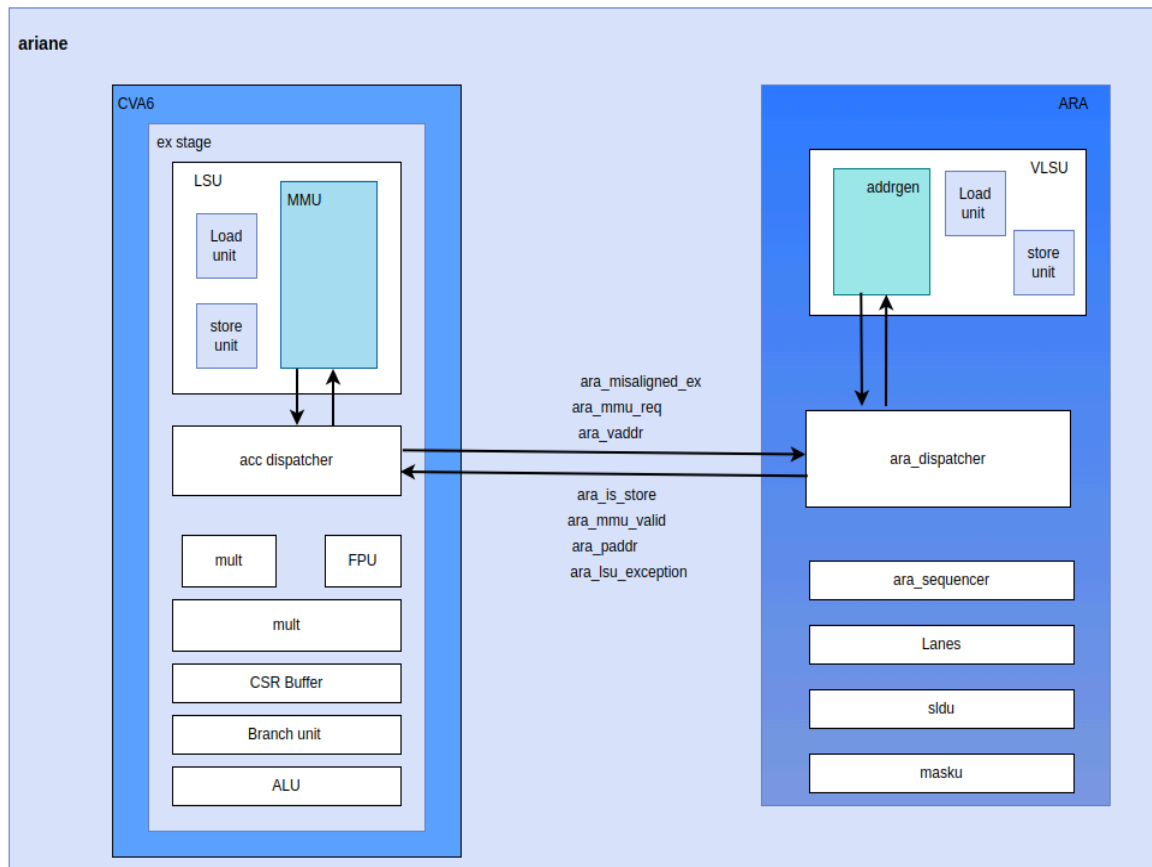 ariane
CVA6
ex stage
LSU
MMU
Load
unit
store
unit
acc dispatcher
mult
FPU
mult
CSR Buffer
Branch unit
ALU
ara_misaligned_ex
ara_mmu_req
ara_vaddr
ara_is_store
ara_mmu_valid
ara_paddr
ara_lsu_exception
ARA
VLSU
addrgen
Load
unit
store
unit
ara_dispatcher
ara_sequencer
Lanes
sldu
masku